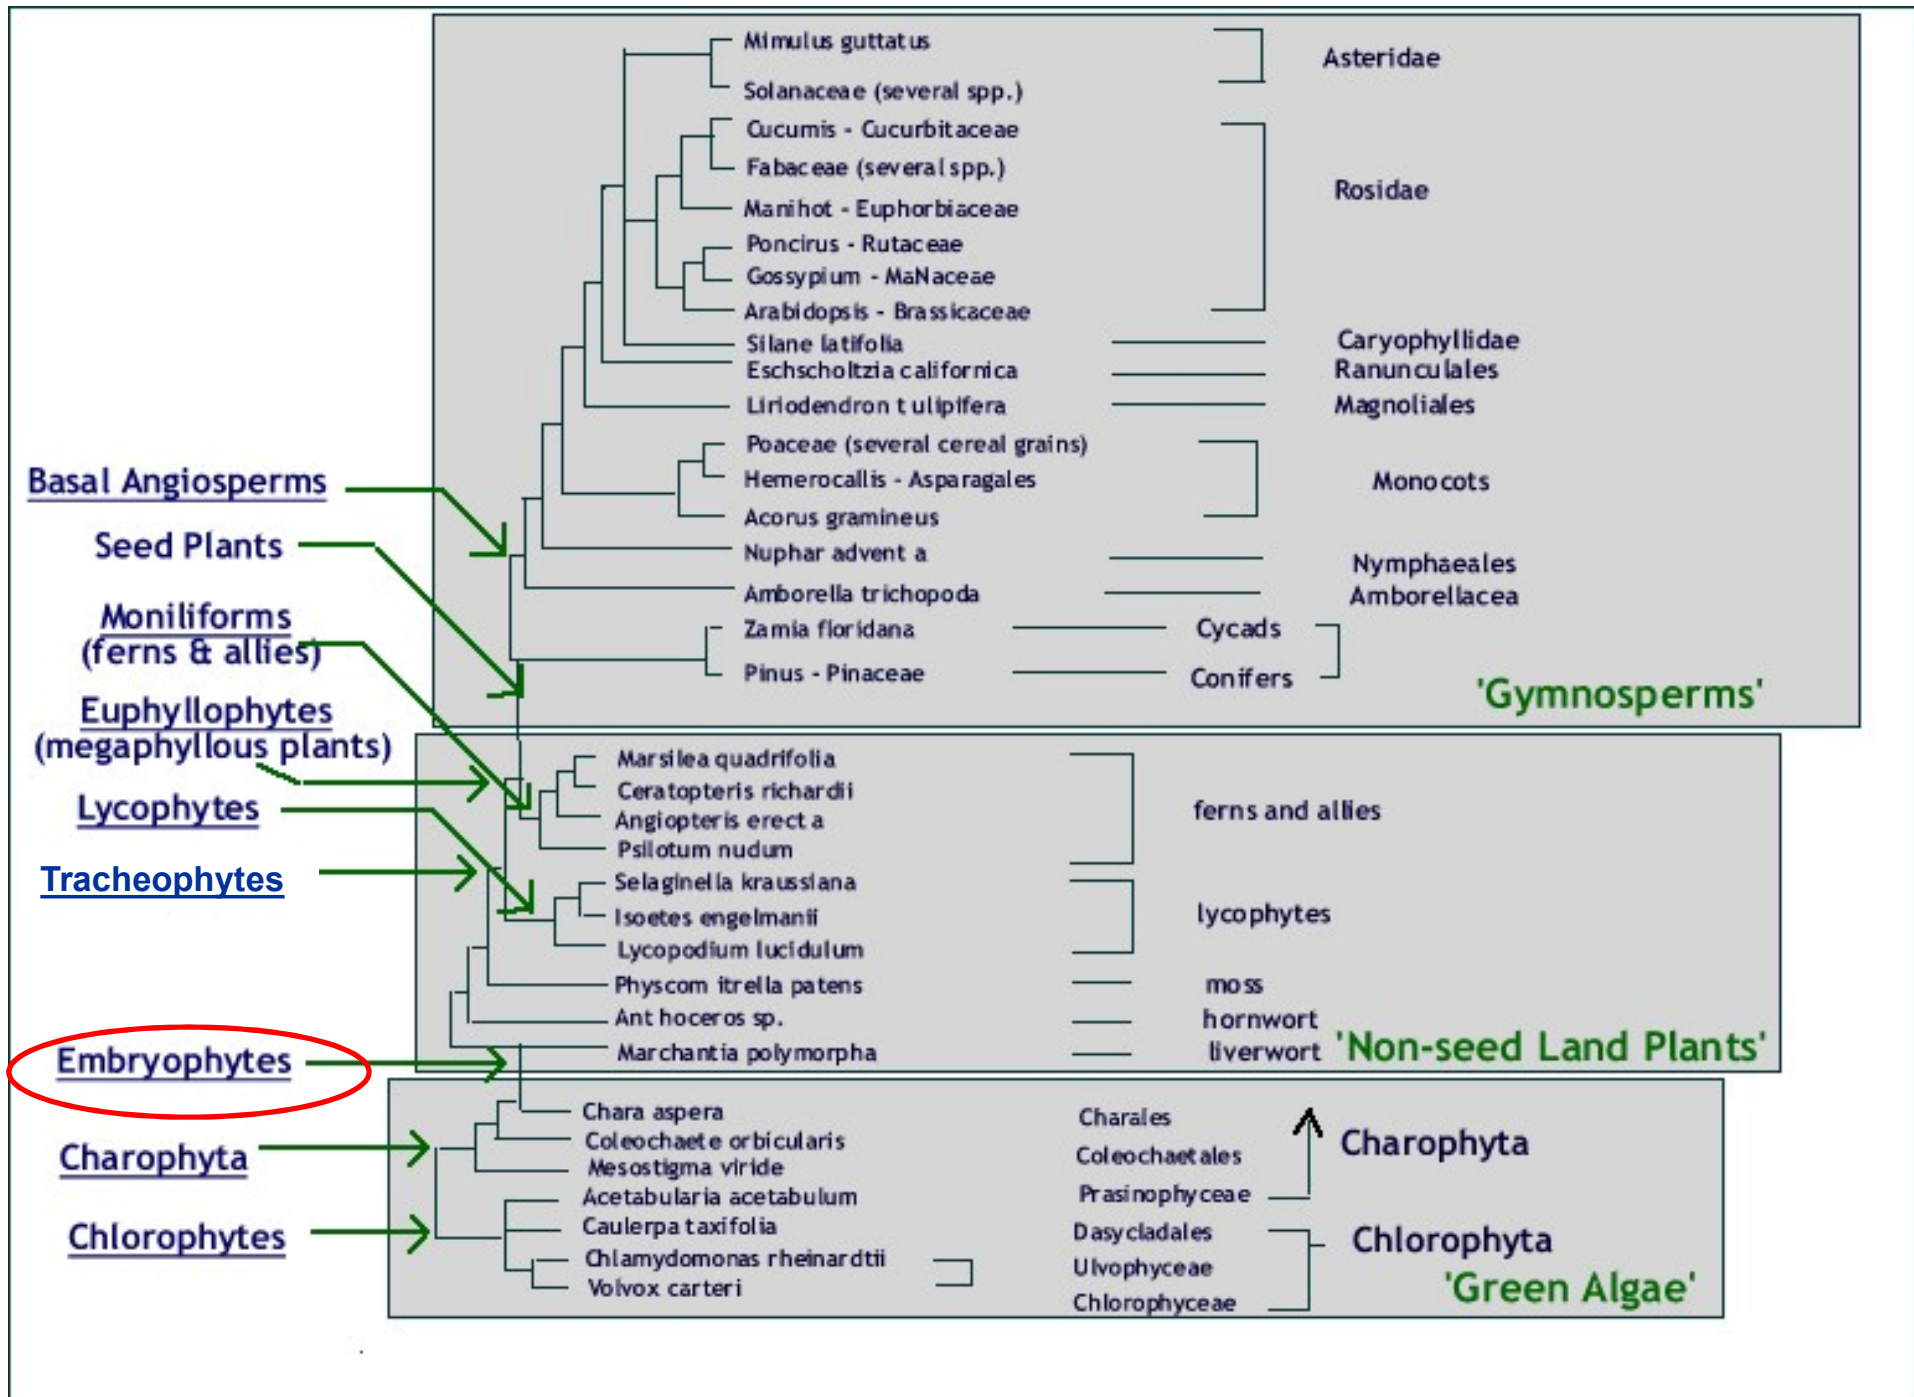 Mimulus guttatus
Asteridae
Solanaceae (several spp.)
Cucumis - Cucurbitaceae
Fabaceae (several spp.)
Rosidae
Manihot - Euphorbiaceae
Poncirus - Rutaceae
Gossypium - MaNaceae
Arabidopsis - Brassicaceae
Silane latifolia
Caryophyllidae
Eschscholtzia californica
Ranunculales
Liriodendron t ulipifera
Magnoliales
Poaceae (several cereal grains)
Basal Angiosperms
Hemerocallis - Asparagales
Monocots
Acorus gramineus
Seed Plants
Nuphar advent a
Nymphaeales
Amborella trichopoda
Amborellacea
Moniliforms
(ferns & allies)
Zamia floridana
Cycads
Pinus - Pinaceae
Conifers
'Gymnosperms'
Euphyllophytes
(megaphyllous plants)
Marsilea quadrifolia
Ceratopteris richardii
Lycophytes
ferns and allies
Angiopteris erect a
Psilotum nudum
Tracheophytes
Selaginella kraussiana
Isoetes engelmanii
lycophytes
Lycopodium lucidulum
Physcom itrella patens
moss
Ant hoceros sp.
hornwort
Marchantia polymorpha
liverwort
'Non-seed Land Plants'
Embryophytes
Chara aspera
Charales
Coleochaete orbicularis
Coleochaetales
Charophyta
Charophyta
Mesostigma viride
Prasinophyceae
Acetabularia acetabulum
Caulerpa taxifolia
Dasycladales
Chlorophytes
Chlorophyta
Chlamydomonas rheinardtii
Ulvophyceae
Volvox carteri
Chlorophyceae
'Green Algae'